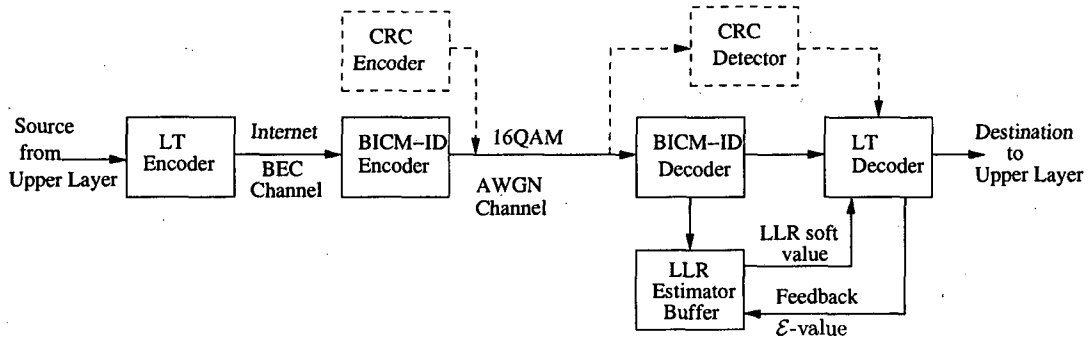 CRC
Encoder
CRC
Detector
Source
from
Upper Layer
LT
Encoder
Internet
BEC
Channel
BICM-ID
Encoder
16QAM
AWGN
Channel
BICM-ID
Decoder
LT
Decoder
Destination
to
Upper Layer
LLR
Estimator
Buffer
LLR soft
value
Feedback
ℰ-value